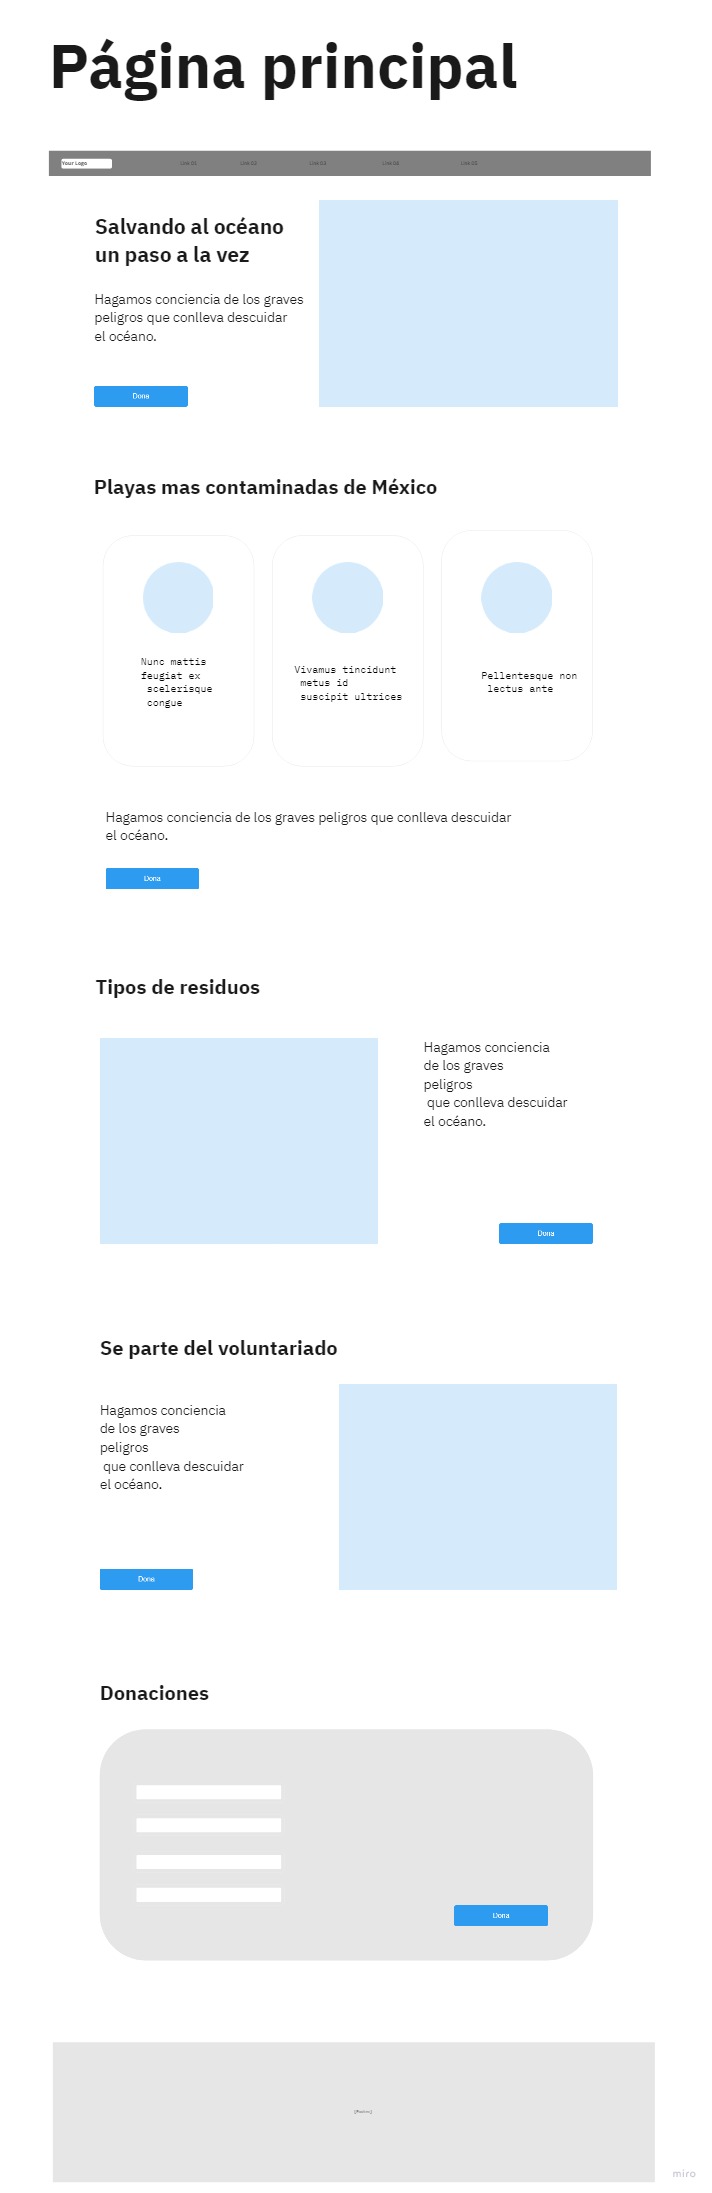 Página principal
Your Logo Link 01 Link 02 Link 03 Link 04 Link 05
Salvando al océano
un paso a la vez
Hagamos conciencia de los graves
peligros que conlleva descuidar
el océano.
Dona
Playas mas contaminadas de México
Nunc mattis
feugiat ex
scelerisque
congue
Vivamus tincidunt
metus id
suscipit ultrices
Pellentesque non
lectus ante
Hagamos conciencia de los graves peligros que conlleva descuidar
el océano.
Dona
Tipos de residuos
Hagamos conciencia
de los graves
peligros
que conlleva descuidar
el océano.
Dona
Se parte del voluntariado
Hagamos conciencia
de los graves
peligros
que conlleva descuidar
el océano.
Dona
Donaciones
Dona
miro